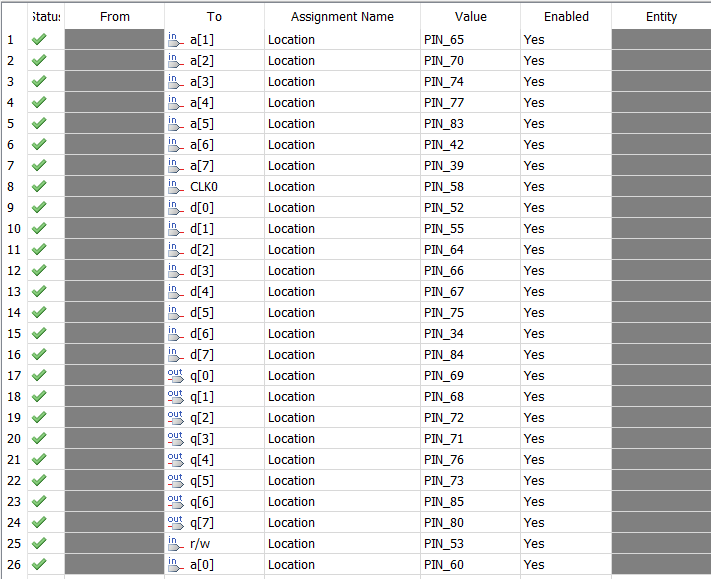 Status From To Assignment Name Value Enabled Entity
1 in a[1] Location PIN_65 Yes
2 in a[2] Location PIN_70 Yes
3 in a[3] Location PIN_74 Yes
4 in a[4] Location PIN_77 Yes
5 in a[5] Location PIN_83 Yes
6 in a[6] Location PIN_42 Yes
7 in a[7] Location PIN_39 Yes
8 in CLK0 Location PIN_58 Yes
9 in d[0] Location PIN_52 Yes
10 in d[1] Location PIN_55 Yes
11 in d[2] Location PIN_64 Yes
12 in d[3] Location PIN_66 Yes
13 in d[4] Location PIN_67 Yes
14 in d[5] Location PIN_75 Yes
15 in d[6] Location PIN_34 Yes
16 in d[7] Location PIN_84 Yes
17 out q[0] Location PIN_69 Yes
18 out q[1] Location PIN_68 Yes
19 out q[2] Location PIN_72 Yes
20 out q[3] Location PIN_71 Yes
21 out q[4] Location PIN_76 Yes
22 out q[5] Location PIN_73 Yes
23 out q[6] Location PIN_85 Yes
24 out q[7] Location PIN_80 Yes
25 in r/w Location PIN_53 Yes
26 in a[0] Location PIN_60 Yes